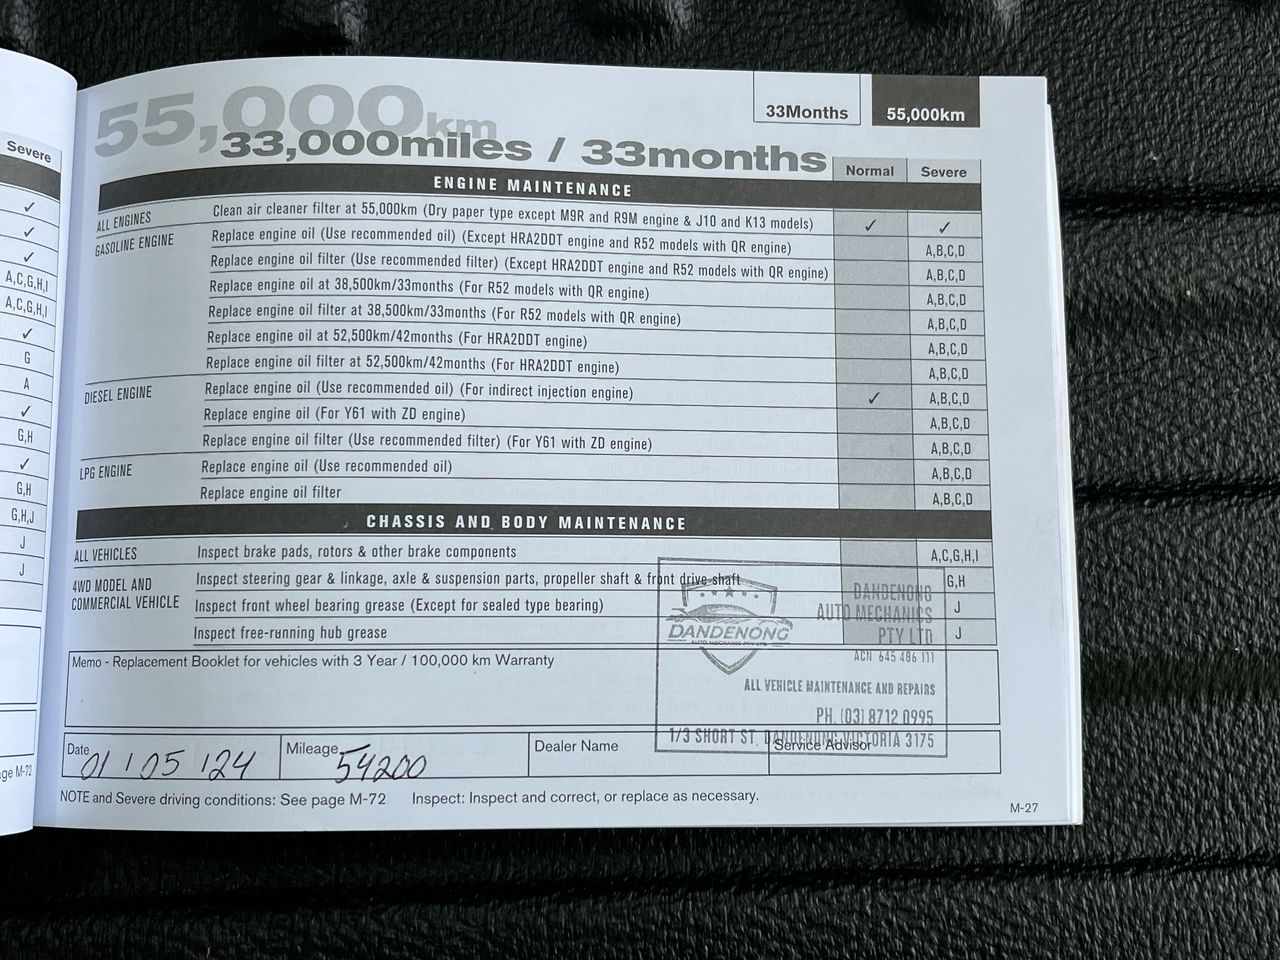 55,000km
33,000miles / 33months
33Months
55,000km
Normal
Severe
ENGINE MAINTENANCE
ALL ENGINES Clean air cleaner filter at 55,000km (Dry paper type except M9R and R9M engine & J10 and K13 models) ✓ ✓
GASOLINE ENGINE Replace engine oil (Use recommended oil) (Except HRA2DDT engine and R52 models with QR engine) A,B,C,D
Replace engine oil filter (Use recommended filter) (Except HRA2DDT engine and R52 models with QR engine) A,B,C,D
Replace engine oil at 38,500km/33months (For R52 models with QR engine) A,B,C,D
Replace engine oil filter at 38,500km/33months (For R52 models with QR engine) A,B,C,D
Replace engine oil at 52,500km/42months (For HRA2DDT engine) A,B,C,D
Replace engine oil filter at 52,500km/42months (For HRA2DDT engine) A,B,C,D
DIESEL ENGINE Replace engine oil (Use recommended oil) (For indirect injection engine) ✓ A,B,C,D
Replace engine oil (For Y61 with ZD engine) A,B,C,D
Replace engine oil filter (Use recommended filter) (For Y61 with ZD engine) A,B,C,D
LPG ENGINE Replace engine oil (Use recommended oil) A,B,C,D
Replace engine oil filter A,B,C,D
CHASSIS AND BODY MAINTENANCE
ALL VEHICLES Inspect brake pads, rotors & other brake components A,C,G,H,I
4WD MODEL AND COMMERCIAL VEHICLE Inspect steering gear & linkage, axle & suspension parts, propeller shaft & front drive shaft G,H
Inspect front wheel bearing grease (Except for sealed type bearing) J
Inspect free-running hub grease J
Memo - Replacement Booklet for vehicles with 3 Year / 100,000 km Warranty
DANDENONG
AUTO MECHANIC PTY LTD
DANDENONG
AUTO MECHANICS
PTY LTD
ACN 645 486 111
ALL VEHICLE MAINTENANCE AND REPAIRS
PH. (03) 8712 0995
1/3 SHORT ST, DANDENONG VICTORIA 3175
Date 01/05/24
Mileage 54200
Dealer Name
Service Advisor
NOTE and Severe driving conditions: See page M-72 Inspect: Inspect and correct, or replace as necessary.
M-27
Severe
✓
✓
✓
A,C,G,H,I
A,C,G,H,I
✓
G
A
✓
G,H
✓
G,H
G,H,J
J
J
ge M-72